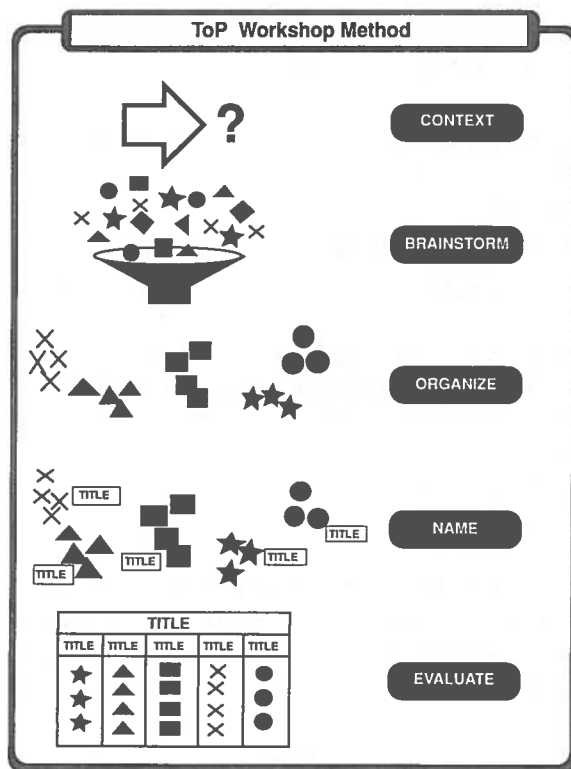 ToP Workshop Method
?
CONTEXT
BRAINSTORM
ORGANIZE
TITLE
TITLE
TITLE
TITLE
TITLE
NAME
TITLE
TITLE TITLE TITLE TITLE TITLE
EVALUATE